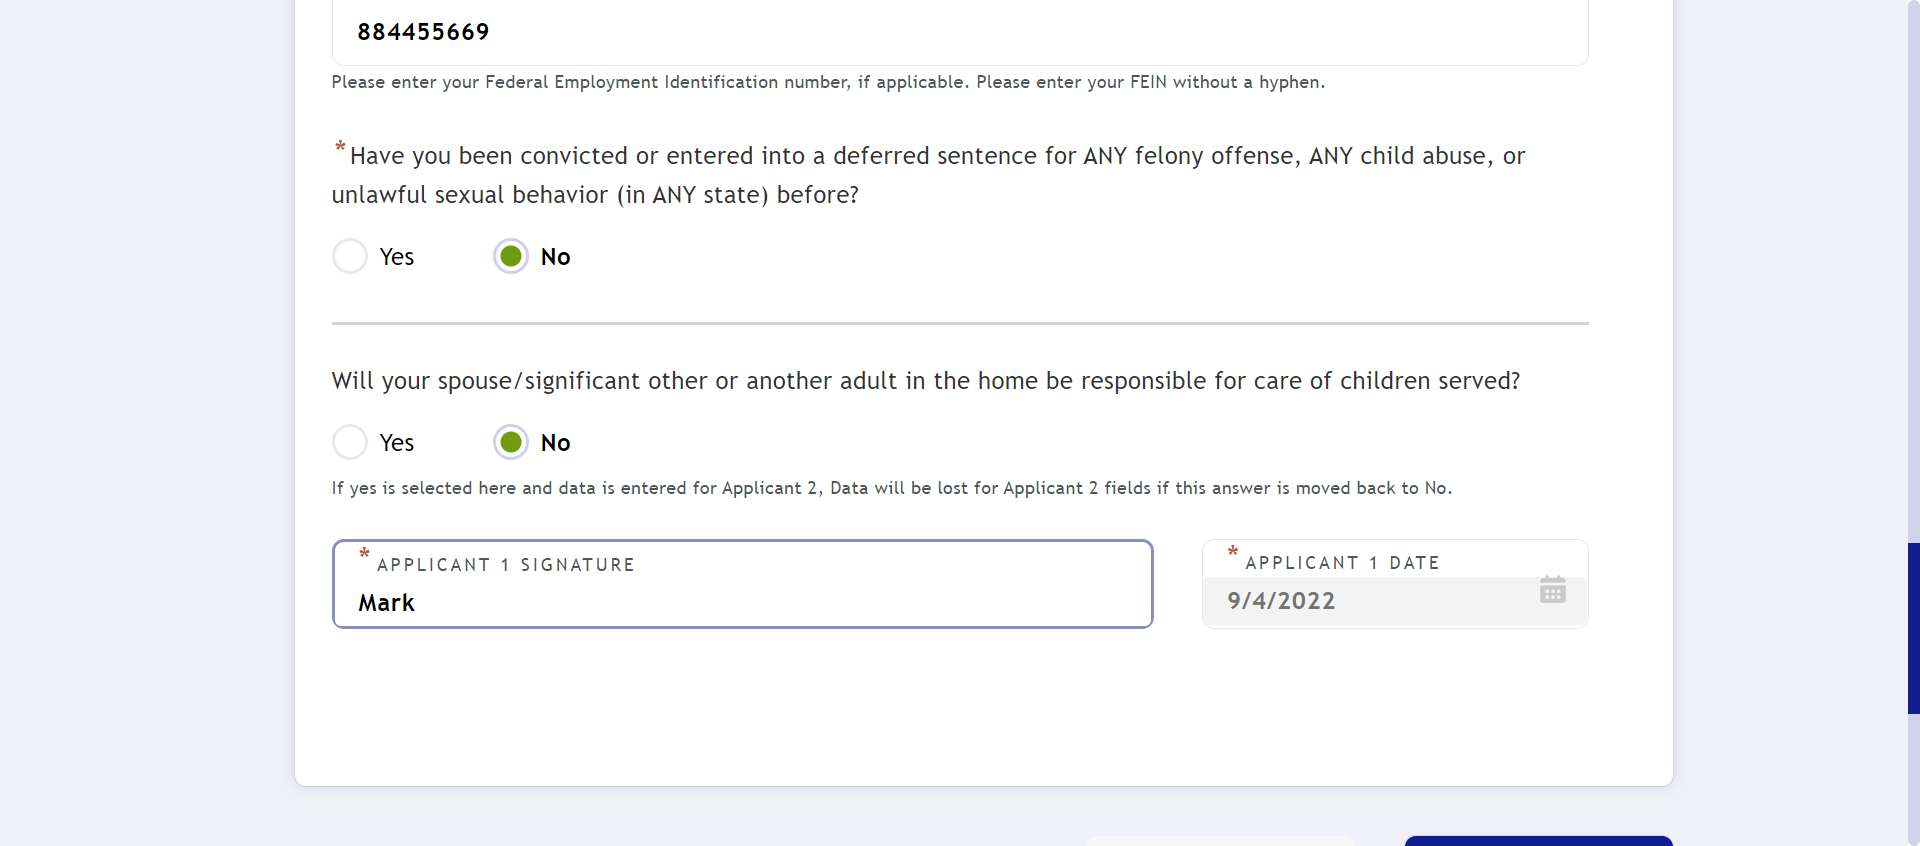 884455669
Please enter your Federal Employment Identification number, if applicable. Please enter your FEIN without a hyphen.
*Have you been convicted or entered into a deferred sentence for ANY felony offense, ANY child abuse, or
unlawful sexual behavior (in ANY state) before?
Yes No
Will your spouse/significant other or another adult in the home be responsible for care of children served?
Yes No
If yes is selected here and data is entered for Applicant 2, Data will be lost for Applicant 2 fields if this answer is moved back to No.
* APPLICANT 1 SIGNATURE
Mark
* APPLICANT 1 DATE
9/4/2022